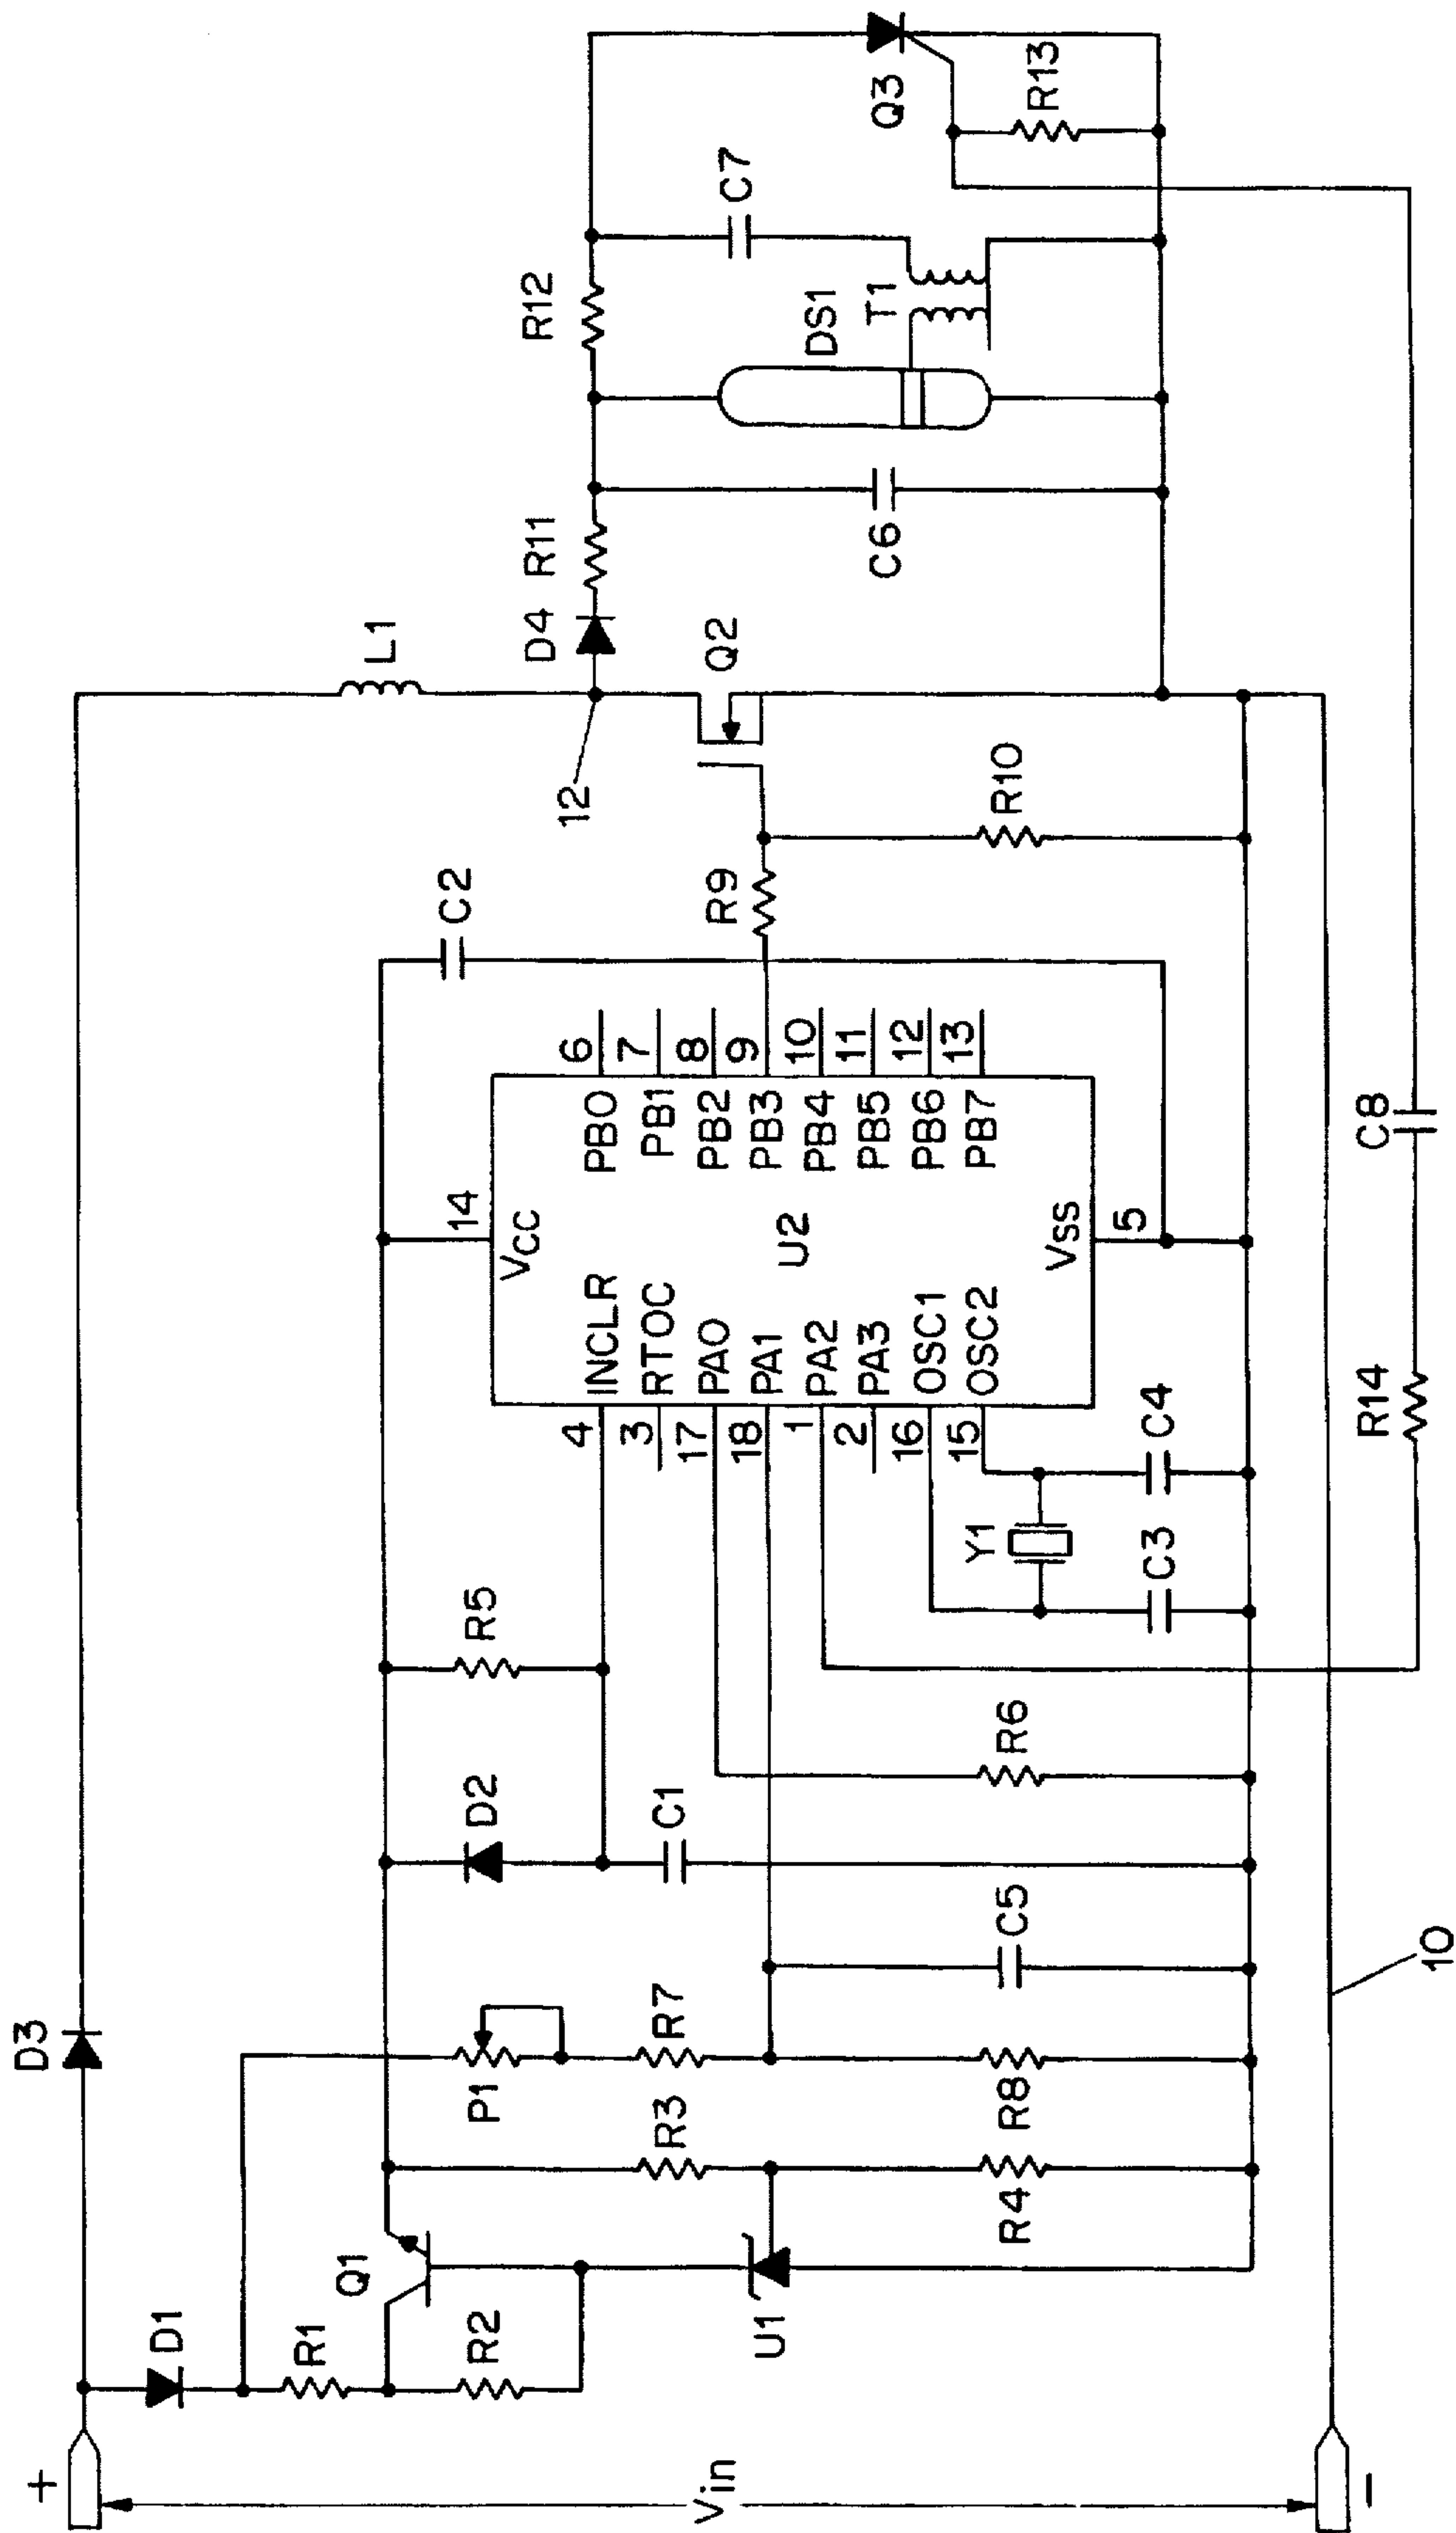 +
D3
D1
R1
Q1
R2
P1
R3
R7
U1
R4
R8
C5
D2
C1
R5
R6
Y1
C3
C4
R14
C8
4
3
17
18
1
2
16
15
INCLR
RTOC
PA0
PA1
PA2
PA3
OSC1
OSC2
14
VCC
U2
VSS
5
PB0
PB1
PB2
PB3
PB4
PB5
PB6
PB7
6
7
8
9
10
11
12
13
C2
R9
R10
L1
12
Q2
D4
R11
C6
R12
DS1
T1
C7
Q3
R13
Vin
10
−